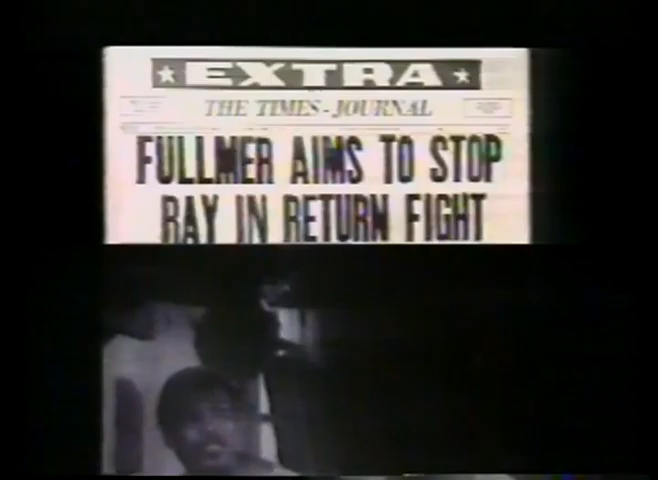 EXTRA
THE TIMES-JOURNAL
FULLMER AIMS TO STOP
RAY IN RETURN FIGHT